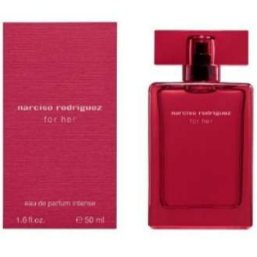 narciso rodriguez
for her
eau de parfum intense
1.6 fl.oz. ℮ 50 ml
narciso rodriguez
for her